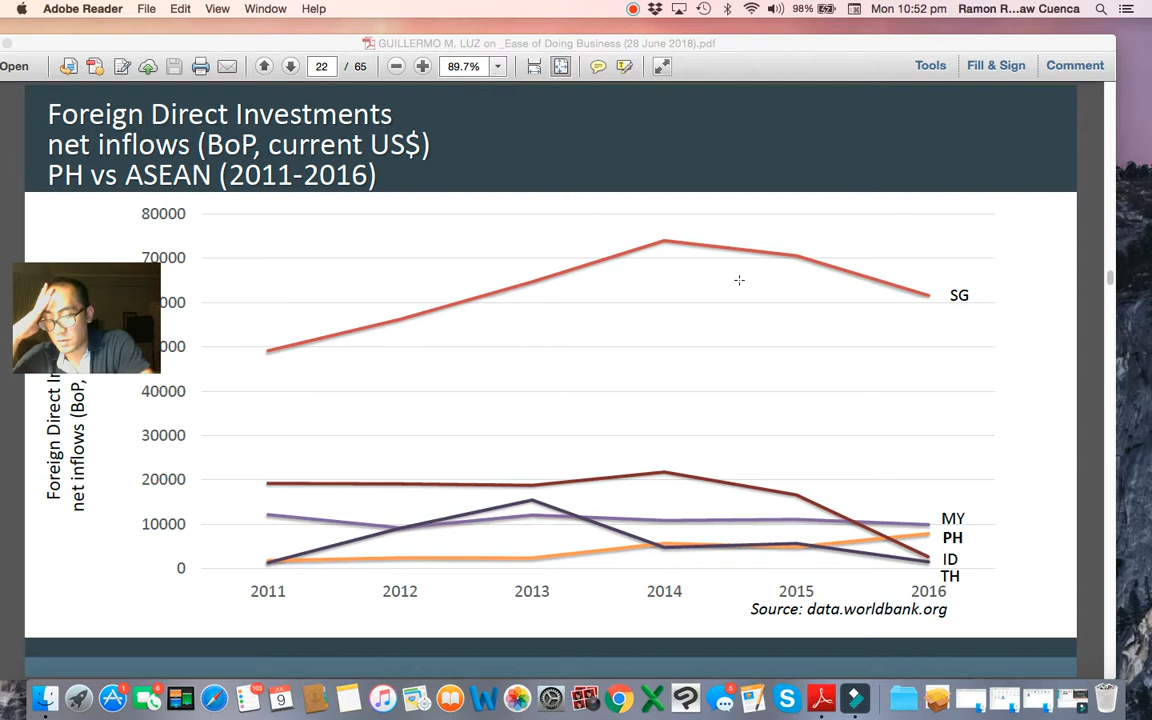 Adobe Reader File Edit View Window Help 98% Mon 10:52 pm Ramon R...aw Cuenca
GUILLERMO M. LUZ on _Ease of Doing Business (28 June 2018).pdf
Open 22 / 65 89.7% Tools Fill & Sign Comment
Foreign Direct Investments
net inflows (BoP, current US$)
PH vs ASEAN (2011-2016)
80000
70000
40000
30000
20000
10000
0
Foreign Direct
net inflows (BoP,
SG
MY
PH
ID
TH
2011 2012 2013 2014 2015 2016
Source: data.worldbank.org